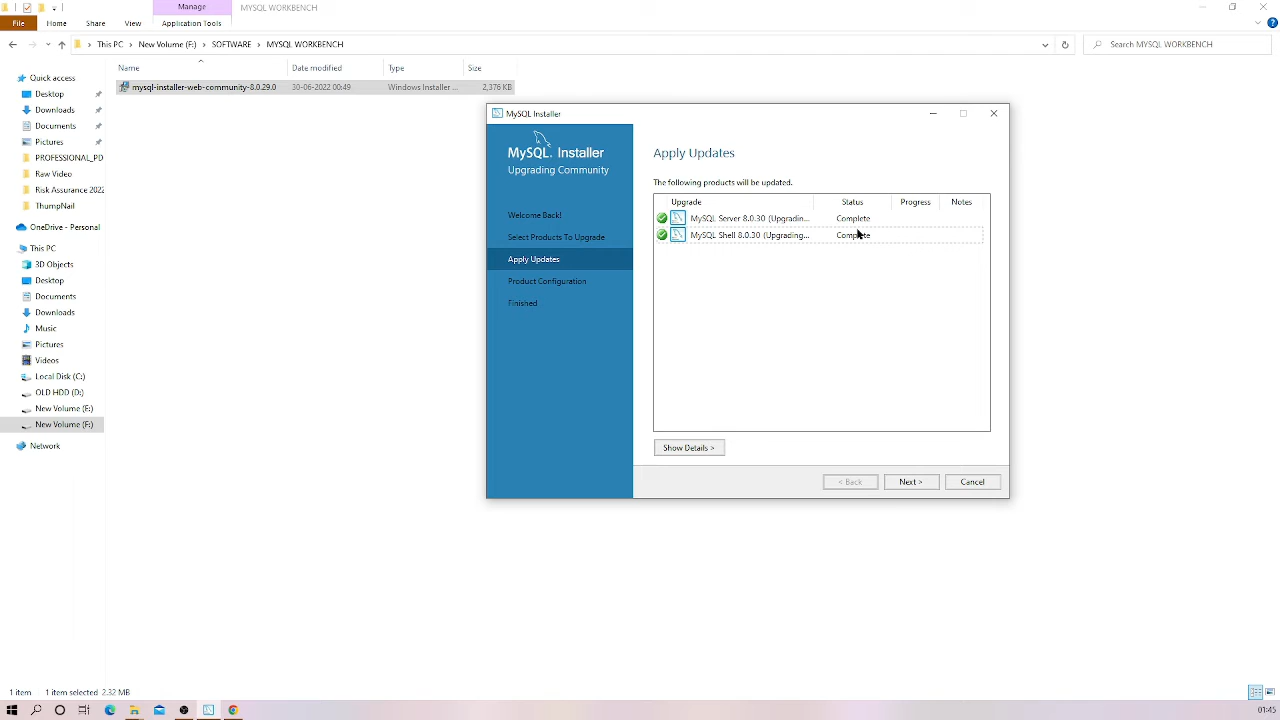 Manage
MYSQL WORKBENCH
File
Home
Share
View
Application Tools
This PC > New Volume (F:) > SOFTWARE > MYSQL WORKBENCH
Search MYSQL WORKBENCH
Name
Date modified
Type
Size
mysql-installer-web-community-8.0.29.0
30-06-2022 00:49
Windows Installer ...
2,376 KB
Quick access
Desktop
Downloads
Documents
Pictures
PROFESSIONAL_PD
Raw Video
Risk Assurance 2022
ThumpNail
OneDrive - Personal
This PC
3D Objects
Desktop
Documents
Downloads
Music
Pictures
Videos
Local Disk (C:)
OLD HDD (D:)
New Volume (E:)
New Volume (F:)
Network
MySQL Installer
MySQL. Installer
Upgrading Community
Welcome Back!
Select Products To Upgrade
Apply Updates
Product Configuration
Finished
Apply Updates
The following products will be updated.
Upgrade
Status
Progress
Notes
MySQL Server 8.0.30 (Upgradin...
Complete
MySQL Shell 8.0.30 (Upgrading...
Complete
Show Details >
< Back
Next >
Cancel
1 item
1 item selected 2.32 MB
01:45